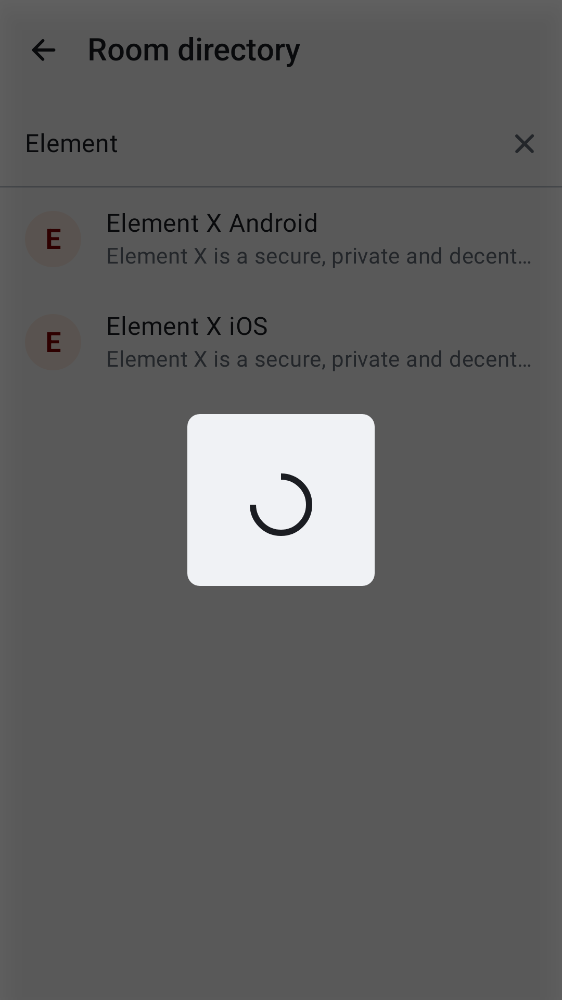 Room directory
Element
E
Element X Android
Element X is a secure, private and decent…
E
Element X iOS
Element X is a secure, private and decent…